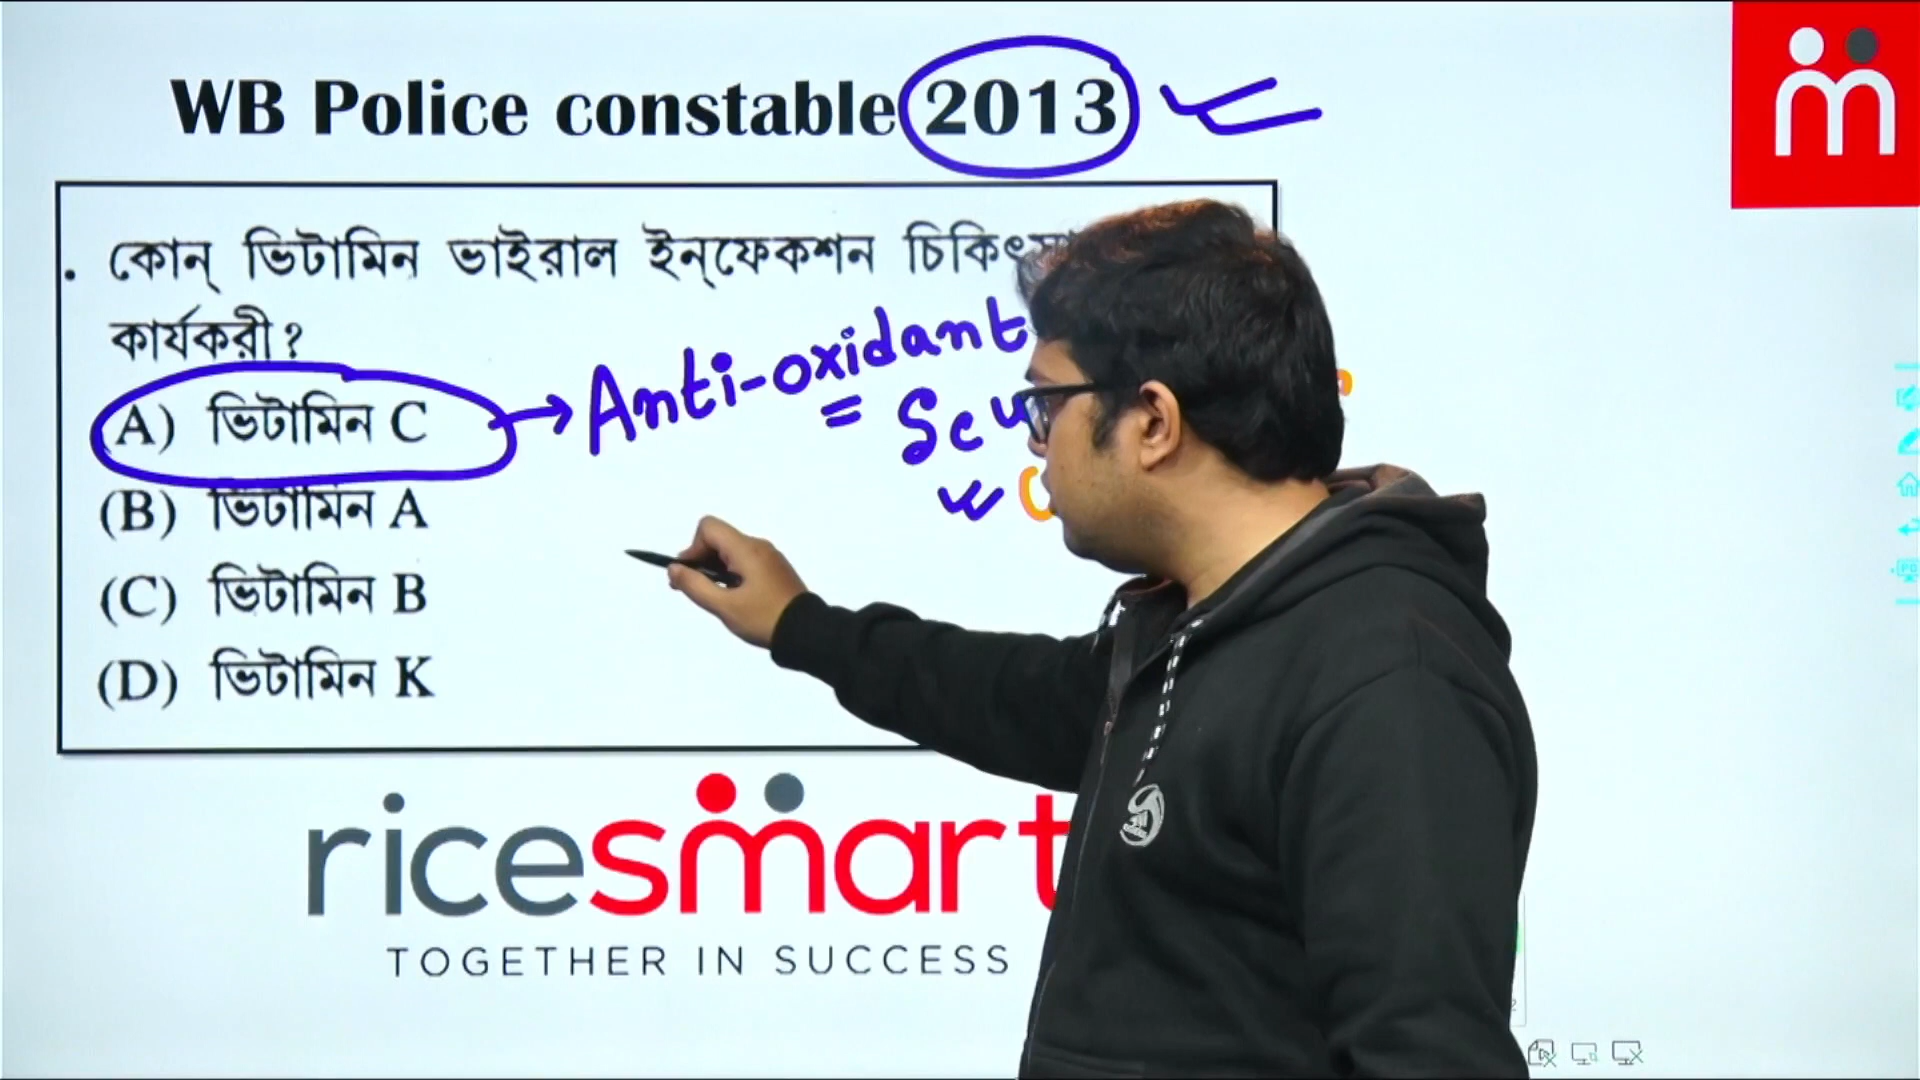 WB Police constable 2013
. কোন্ ভিটামিন ভাইরাল ইন্‌ফেকশন
কার্যকরী ?
Anti-oxidant
A) ভিটামিন C
=
(B) ভিটামিন A
(C) ভিটামিন B
(D) ভিটামিন K
ricesmart
TOGETHER IN SUCCESS